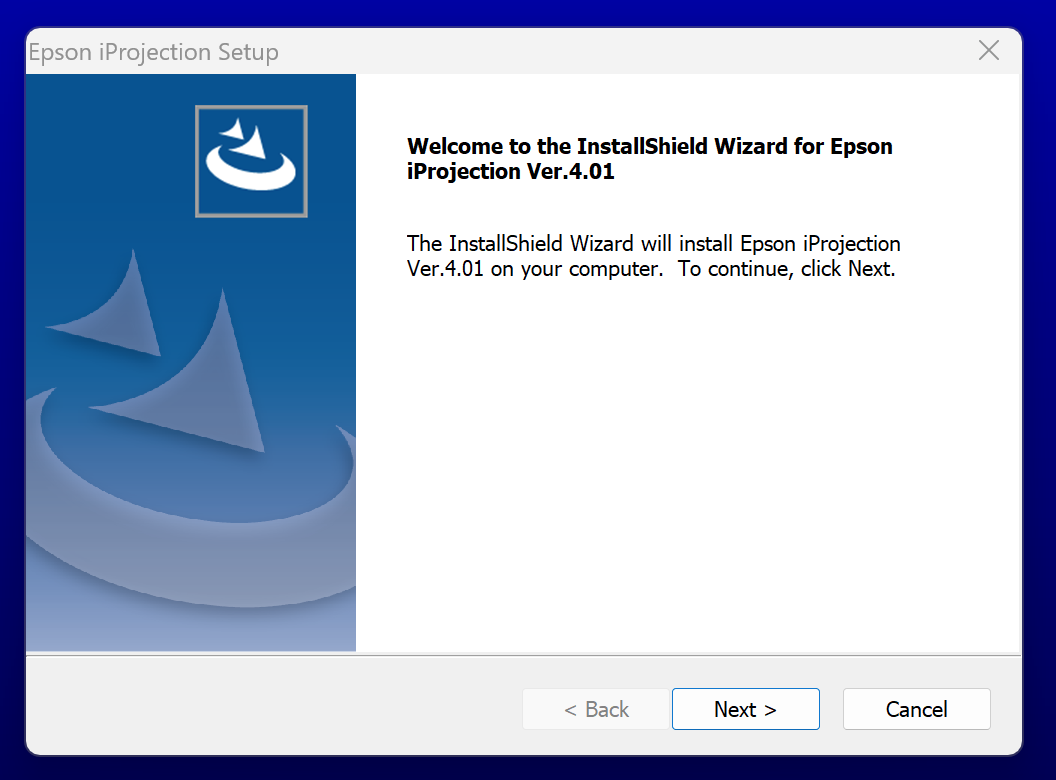 Epson iProjection Setup
Welcome to the InstallShield Wizard for Epson
iProjection Ver.4.01
The InstallShield Wizard will install Epson iProjection
Ver.4.01 on your computer.  To continue, click Next.
< Back
Next >
Cancel